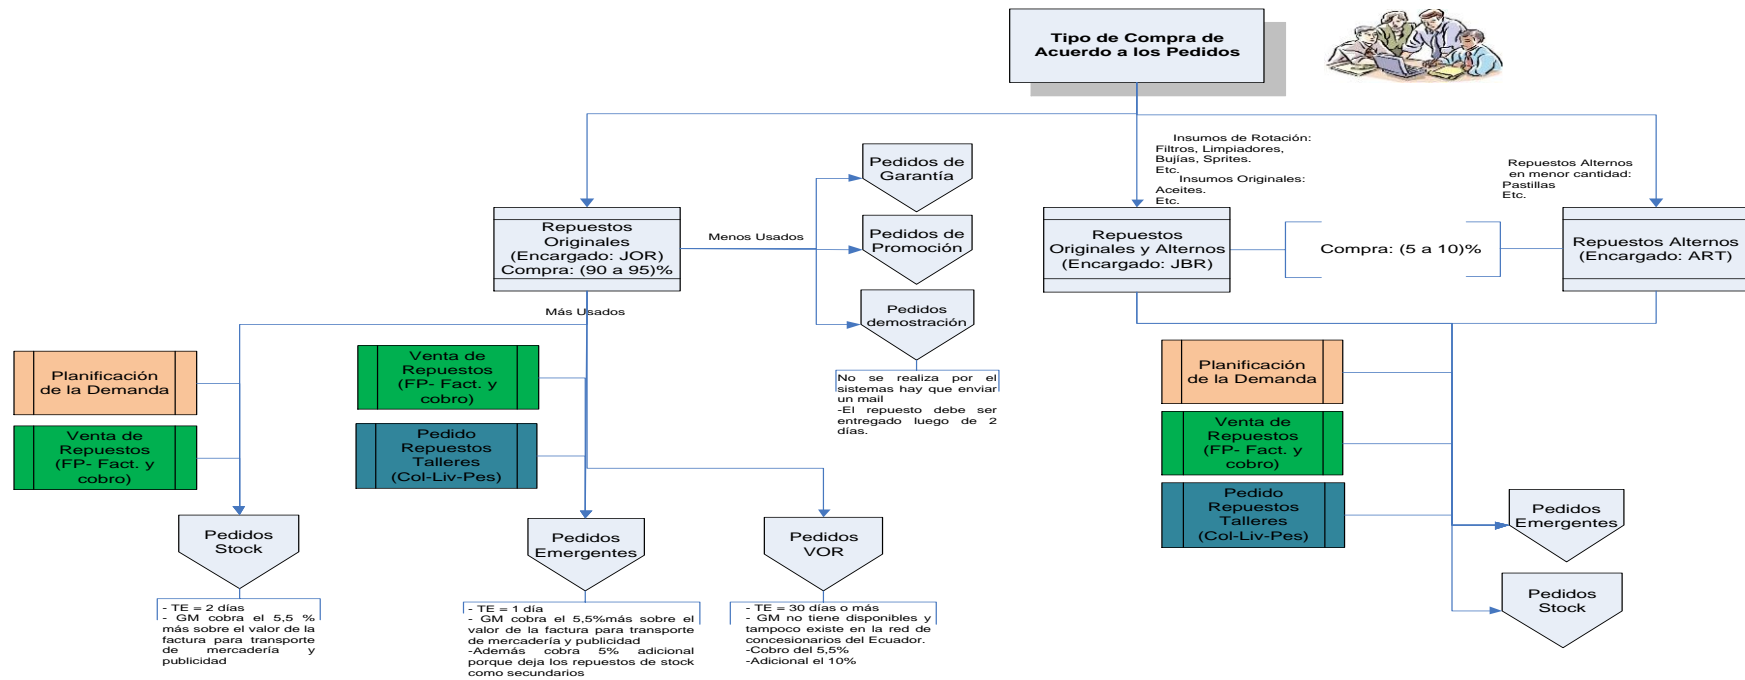 Tipo de Compra de
Acuerdo a los Pedidos
Insumos de Rotación:
Filtros, Limpiadores,
Bujías, Sprites.
Etc.
Insumos Originales:
Aceites.
Etc.
Repuestos Alternos
en menor cantidad:
Pastillas
Etc.
Pedidos de
Garantía
Repuestos
Originales
(Encargado: JOR)
Compra: (90 a 95)%
Menos Usados
Pedidos de
Promoción
Repuestos
Originales y Alternos
(Encargado: JBR)
Compra: (5 a 10)%
Repuestos Alternos
(Encargado: ART)
Más Usados
Pedidos
demostración
No se realiza por el
sistemas hay que enviar
un mail
-El repuesto debe ser
entregado luego de 2
días.
Planificación
de la Demanda
Venta de
Repuestos
(FP- Fact. y
cobro)
Venta de
Repuestos
(FP- Fact. y
cobro)
Pedido
Repuestos
Talleres
(Col-Liv-Pes)
Planificación
de la Demanda
Venta de
Repuestos
(FP- Fact. y
cobro)
Pedido
Repuestos
Talleres
(Col-Liv-Pes)
Pedidos
Stock
Pedidos
Emergentes
Pedidos
VOR
Pedidos
Emergentes
Pedidos
Stock
- TE = 2 días
- GM cobra el 5,5 %
más sobre el valor de la
factura para transporte
de mercadería y
publicidad
- TE = 1 día
- GM cobra el 5,5%más sobre el
valor de la factura para transporte
de mercadería y publicidad
-Además cobra 5% adicional
porque deja los repuestos de stock
como secundarios
- TE = 30 días o más
- GM no tiene disponibles y
tampoco existe en la red de
concesionarios del Ecuador.
-Cobro del 5,5%
-Adicional el 10%